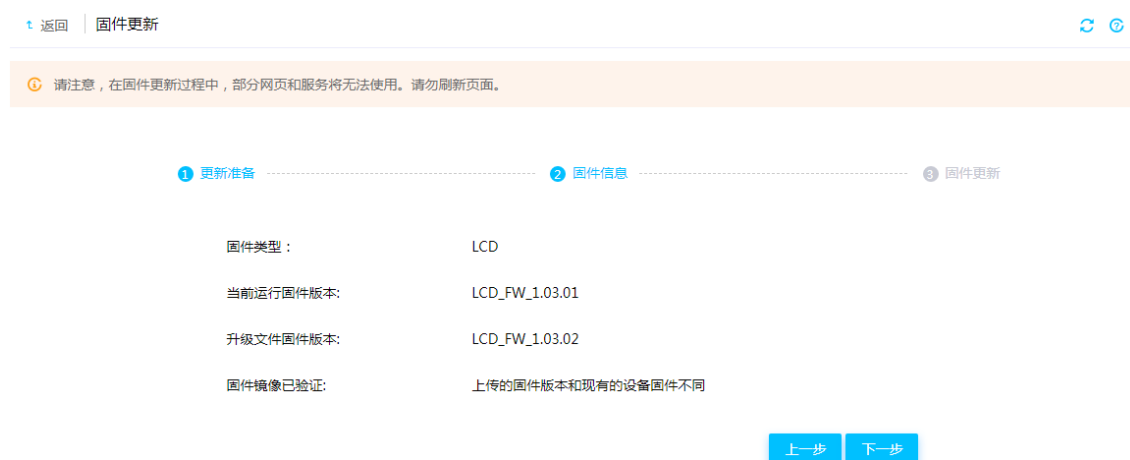 返回 固件更新
请注意，在固件更新过程中，部分网页和服务将无法使用。请勿刷新页面。
1 更新准备 2 固件信息 3 固件更新
固件类型： LCD
当前运行固件版本: LCD_FW_1.03.01
升级文件固件版本: LCD_FW_1.03.02
固件镜像已验证: 上传的固件版本和现有的设备固件不同
上一步 下一步